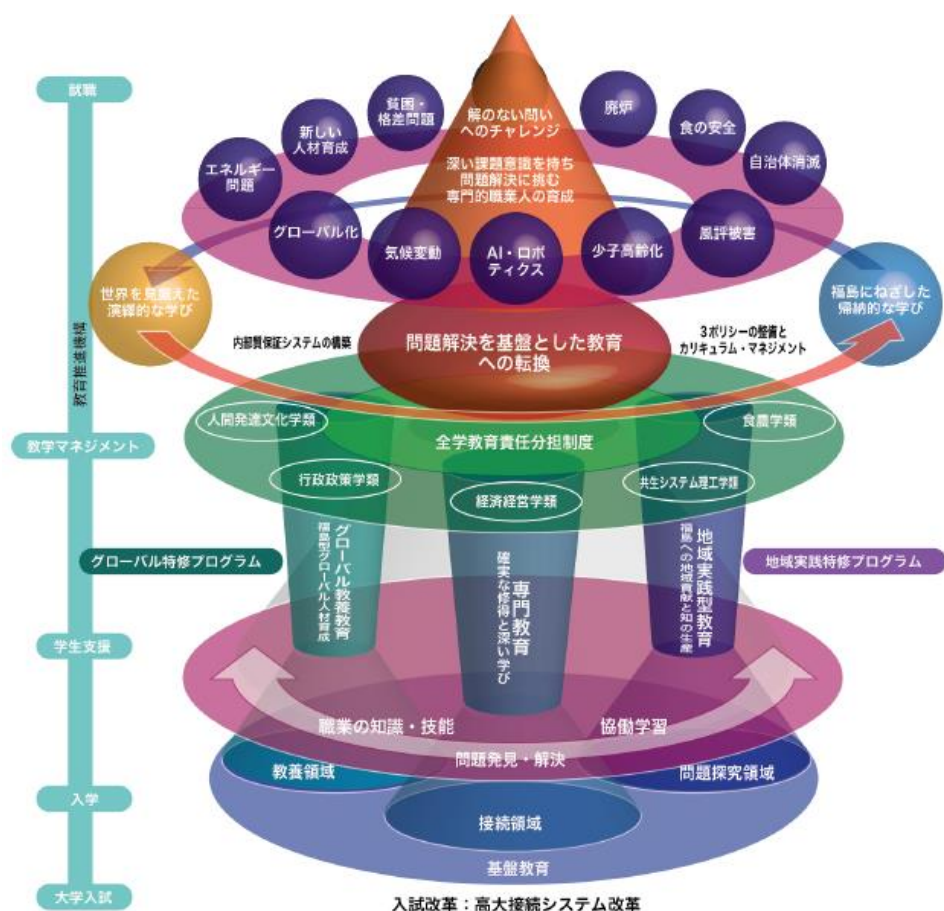 就職
貧困・
格差問題
廃炉
新しい
人材育成
食の安全
エネルギー
問題
自治体消滅
解のない問い
へのチャレンジ
深い課題意識を持ち
問題解決に挑む
専門的職業人の育成
グローバル化
気候変動
AI・ロボ
ティクス
少子高齢化
風評被害
世界を見据えた
演繹的な学び
福島にねざした
帰納的な学び
内部質保証システムの構築
問題解決を基盤とした教育
への転換
3ポリシーの整備と
カリキュラム・マネジメント
教育推進機構
人間発達文化学類
食農学類
教学マネジメント
全学教育責任分担制度
行政政策学類
経済経営学類
共生システム理工学類
グローバル特修プログラム
グローバル教養教育
福島型グローバル人材育成
専門教育
確実な修得と深い学び
地域実践型教育
福島への地域貢献と知の生産
地域実践特修プログラム
学生支援
職業の知識・技能
協働学習
問題発見・解決
教養領域
問題探究領域
入学
接続領域
基盤教育
大学入試
入試改革：高大接続システム改革